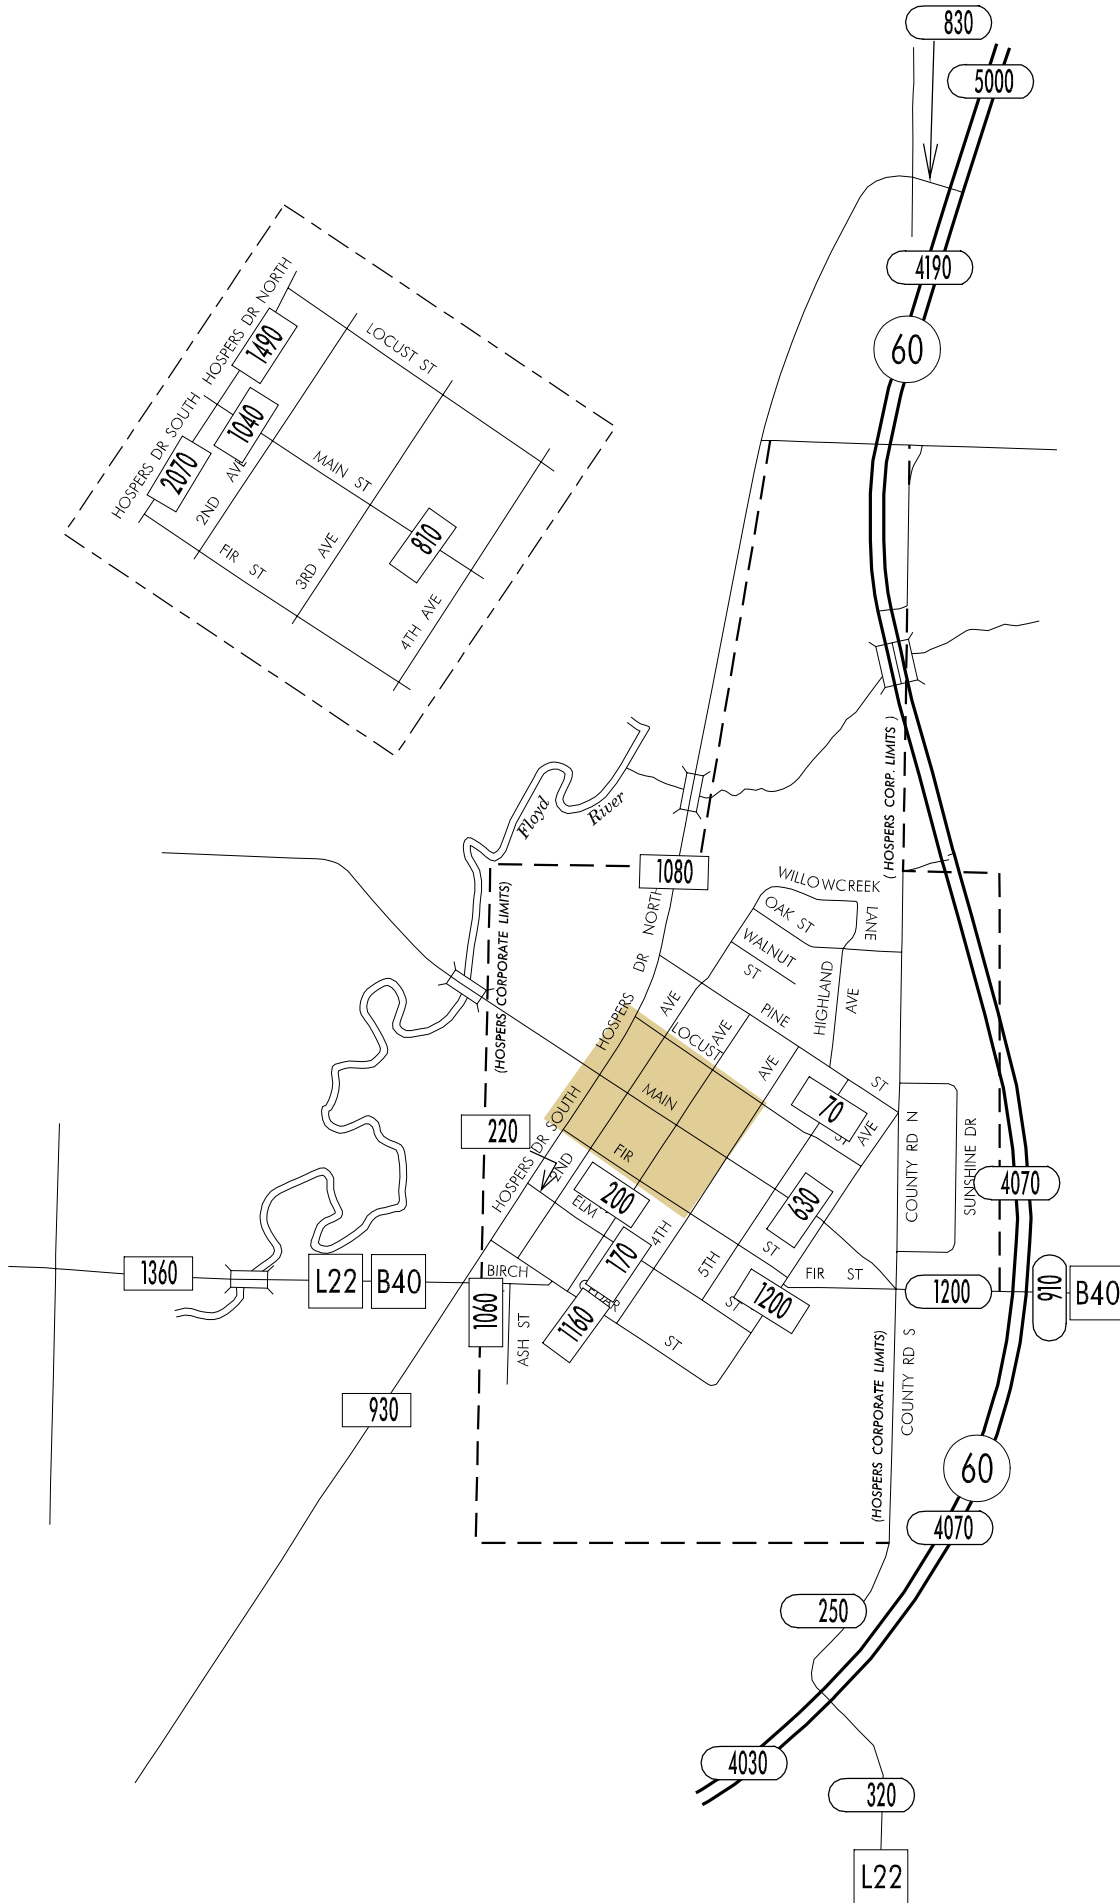 830
5000
4190
60
HOSPERS DR NORTH
1490
LOCUST ST
1040
HOSPERS DR SOUTH
2070
MAIN ST
2ND AVE
810
FIR ST
3RD AVE
4TH AVE
Floyd River
( HOSPERS CORP. LIMITS )
1080
WILLOWCREEK LANE
OAK ST
WALNUT ST
HIGHLAND AVE
(HOSPERS CORPORATE LIMITS)
HOSPERS DR NORTH
AVE
AVE
AVE
PINE ST
LOCUST
MAIN
70
ST
AVE
220
HOSPERS DR SOUTH
2ND
FIR
200
ELM
630
COUNTY RD N
SUNSHINE DR
4070
4TH
5TH
ST
170
1360
L22
B40
BIRCH
1060
ASH ST
1160
ST
1200
ST
FIR ST
1200
910
B40
930
COUNTY RD S
(HOSPERS CORPORATE LIMITS)
60
4070
250
4030
320
L22